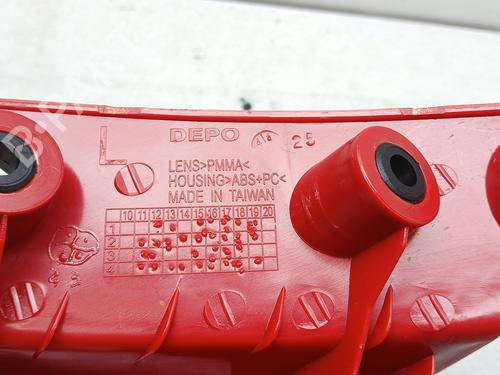 DEPO
25
L
LENS>PMMA<
HOUSING>ABS+PC<
MADE IN TAIWAN
10 11 12 13 14 15 16 17 18 19 20
1
2
3
4